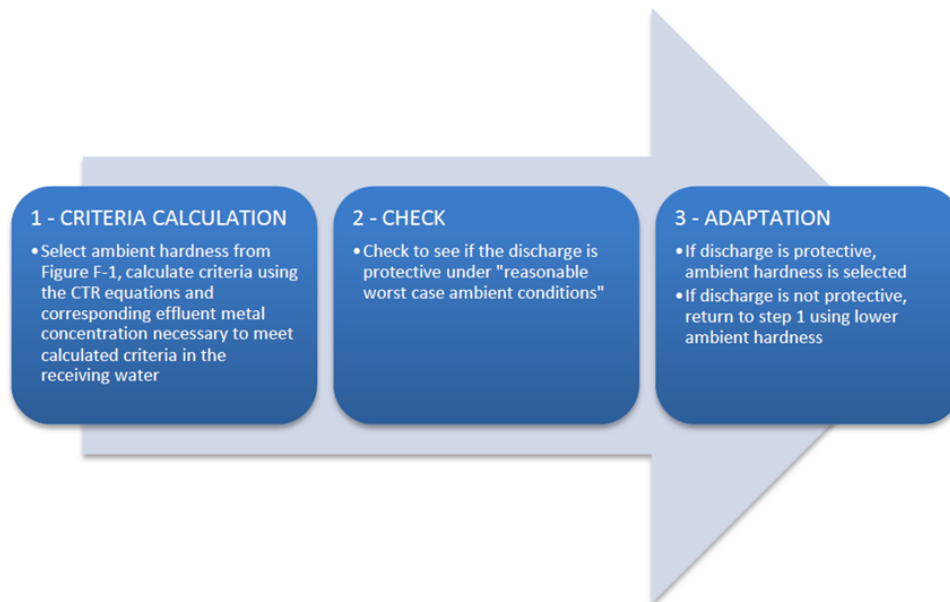 1 - CRITERIA CALCULATION
•Select ambient hardness from
Figure F-1, calculate criteria using
the CTR equations and
corresponding effluent metal
concentration necessary to meet
calculated criteria in the
receiving water
2 - CHECK
•Check to see if the discharge is
protective under "reasonable
worst case ambient conditions"
3 - ADAPTATION
•If discharge is protective,
ambient hardness is selected
•If discharge is not protective,
return to step 1 using lower
ambient hardness